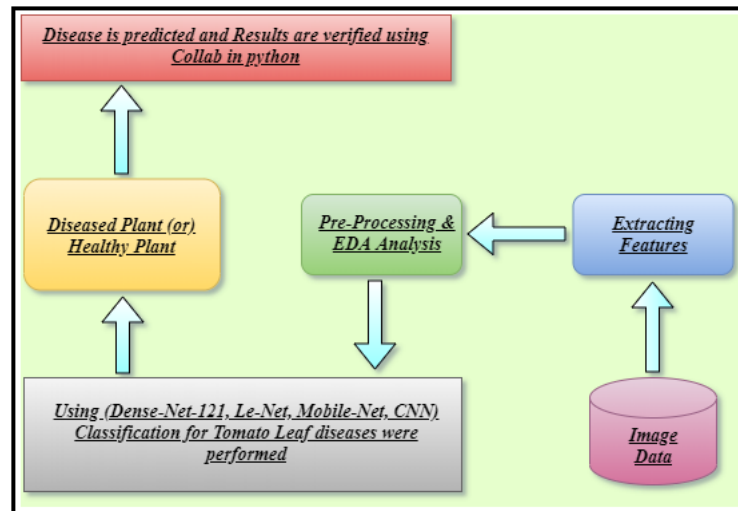 Disease is predicted and Results are verified using
Collab in python
Diseased Plant (or)
Healthy Plant
Pre-Processing &
EDA Analysis
Extracting
Features
Using (Dense-Net-121, Le-Net, Mobile-Net, CNN)
Classification for Tomato Leaf diseases were
performed
Image
Data